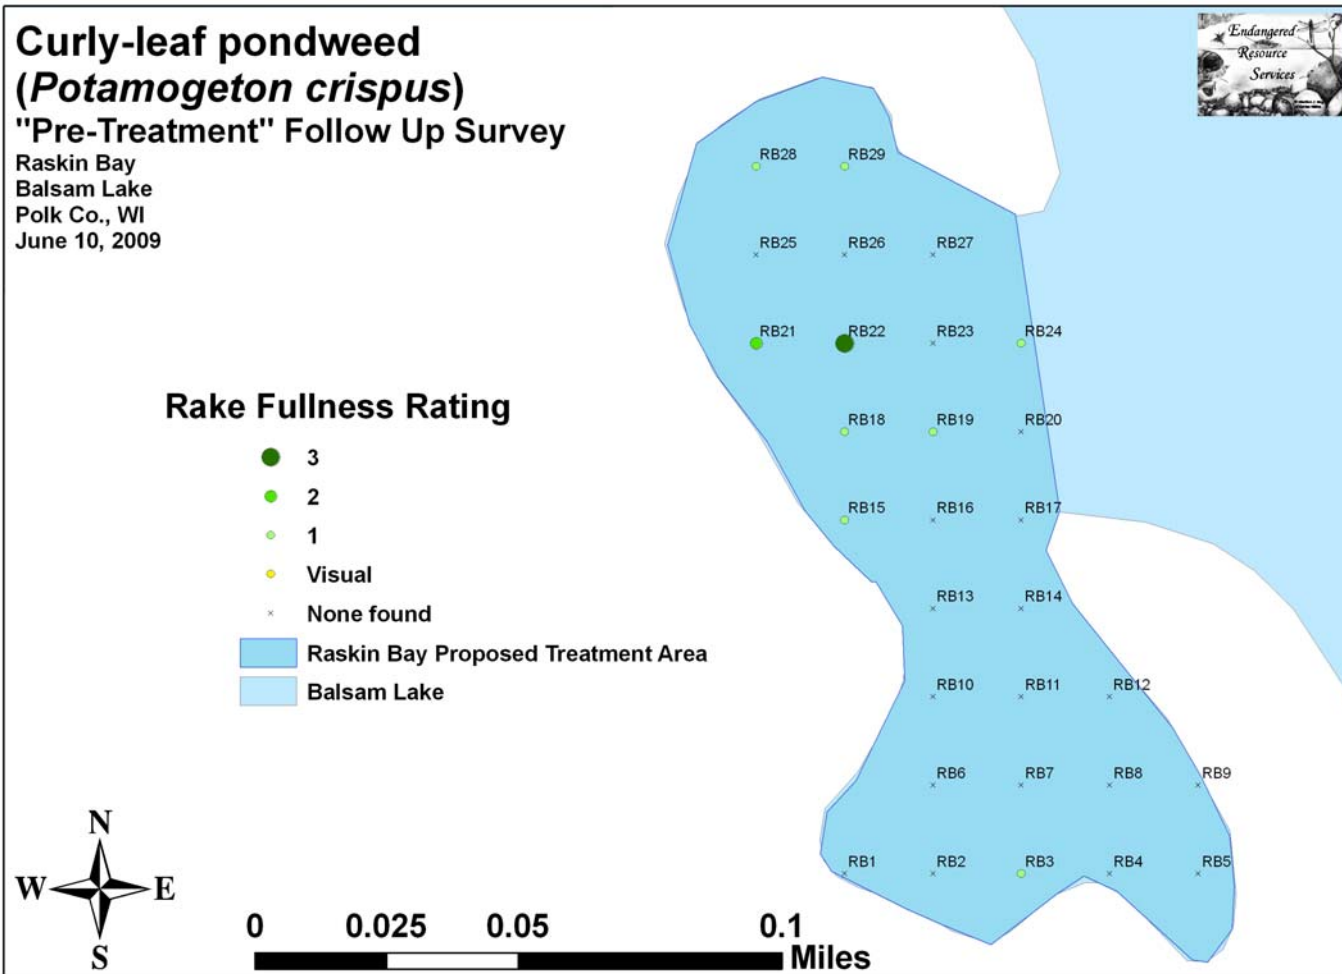 Curly-leaf pondweed
(Potamogeton crispus)
"Pre-Treatment" Follow Up Survey
Raskin Bay
Balsam Lake
Polk Co., WI
June 10, 2009
Endangered
Resource
Services
RB28 RB29
RB25 RB26 RB27
RB21 RB22 RB23 RB24
RB18 RB19 RB20
RB15 RB16 RB17
RB13 RB14
RB10 RB11 RB12
RB6 RB7 RB8 RB9
RB1 RB2 RB3 RB4 RB5
Rake Fullness Rating
3
2
1
Visual
None found
Raskin Bay Proposed Treatment Area
Balsam Lake
N
W E
S
0 0.025 0.05 0.1
Miles